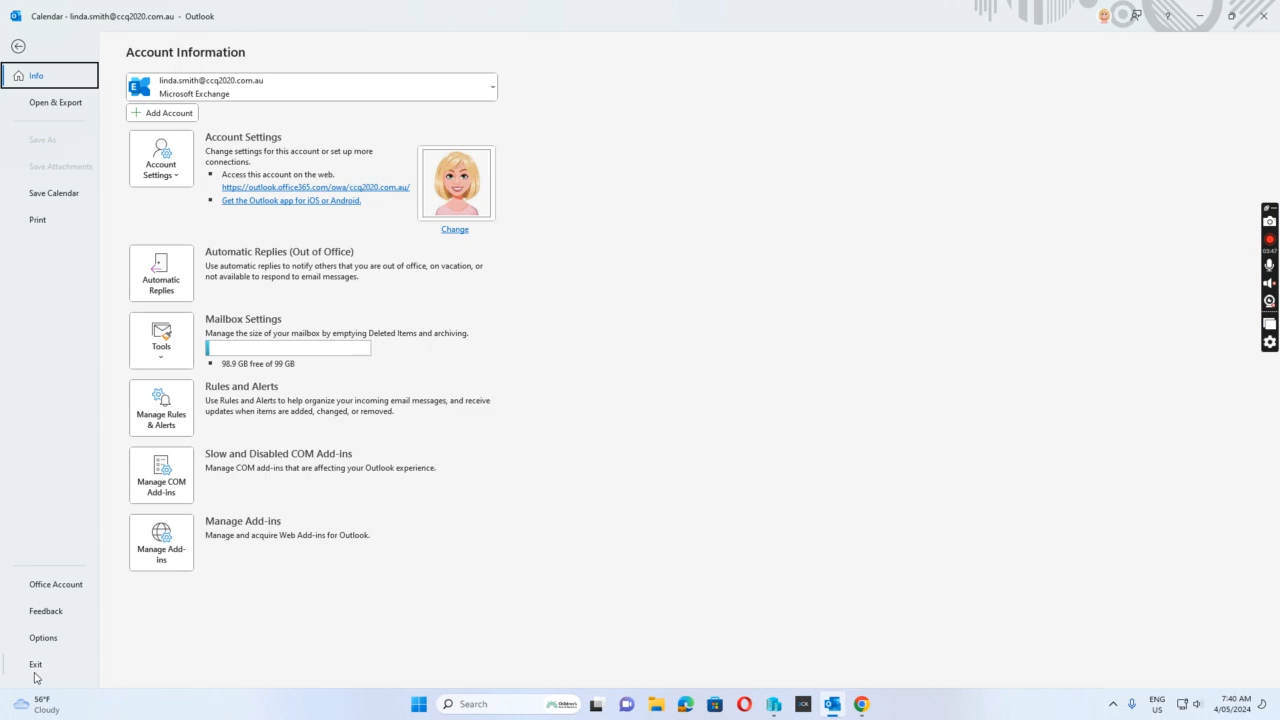 Calendar - linda.smith@ccq2020.com.au - Outlook
Account Information
Info
Open & Export
Save As
Save Attachments
Save Calendar
Print
linda.smith@ccq2020.com.au
Microsoft Exchange
Add Account
Account Settings
Account Settings
Change settings for this account or set up more
connections.
Access this account on the web.
https://outlook.office365.com/owa/ccq2020.com.au/
Get the Outlook app for iOS or Android.
Change
Automatic Replies
Automatic Replies (Out of Office)
Use automatic replies to notify others that you are out of office, on vacation, or
not available to respond to email messages.
Tools
Mailbox Settings
Manage the size of your mailbox by emptying Deleted Items and archiving.
98.9 GB free of 99 GB
Manage Rules
& Alerts
Rules and Alerts
Use Rules and Alerts to help organize your incoming email messages, and receive
updates when items are added, changed, or removed.
Manage COM
Add-ins
Slow and Disabled COM Add-ins
Manage COM add-ins that are affecting your Outlook experience.
Manage Add-
ins
Manage Add-ins
Manage and acquire Web Add-ins for Outlook.
Office Account
Feedback
Options
Exit
03:47
56°F
Cloudy
Search
ENG
US
7:40 AM
4/05/2024